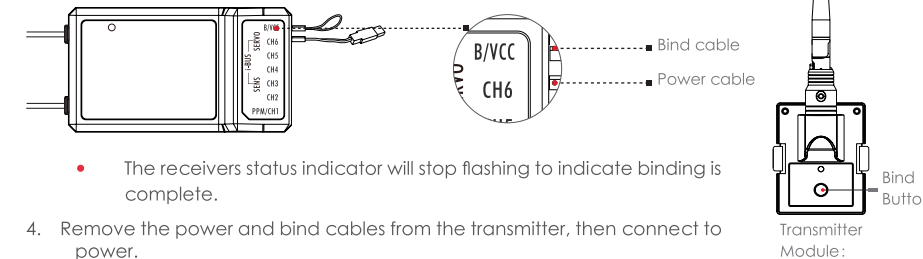 B/VCC
CH6
CH5
CH4
CH3
CH2
PPM/CH1
SERVO
i-BUS
SENS
B/VCC
CH6
Bind cable
Power cable
The receivers status indicator will stop flashing to indicate binding is
complete.
4. Remove the power and bind cables from the transmitter, then connect to
power.
Bind
Butto
Transmitter
Module: